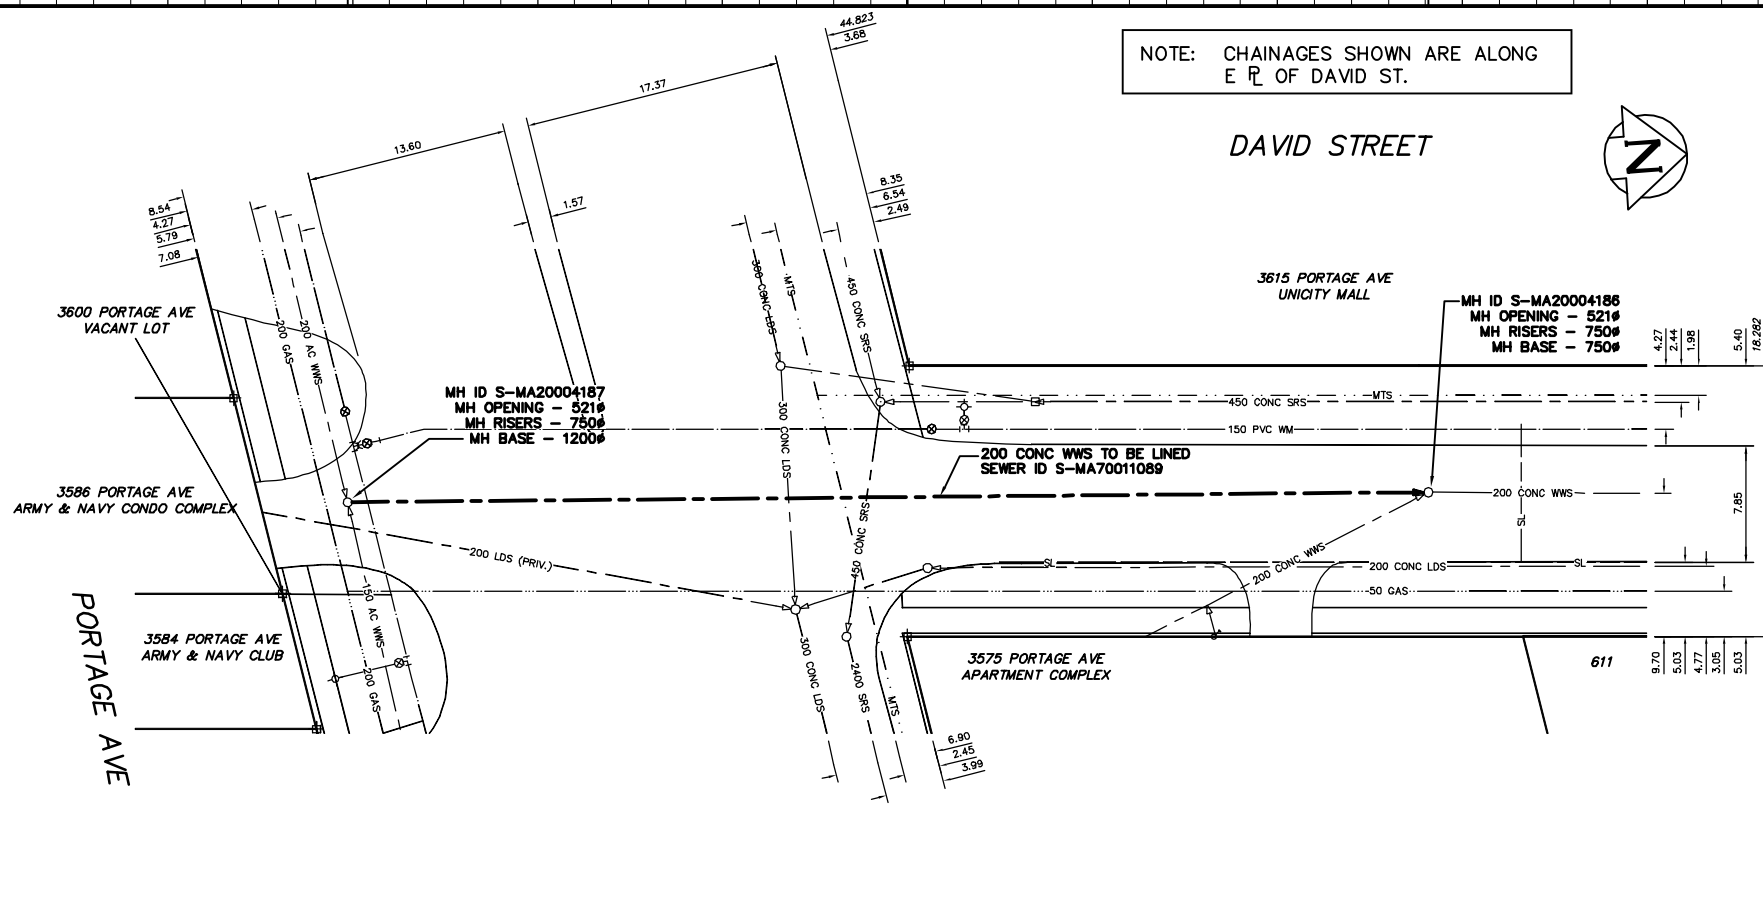 44.823
3.68
NOTE: CHAINAGES SHOWN ARE ALONG
E PL OF DAVID ST.
17.37
13.60
DAVID STREET
N
8.54
4.27
5.79
7.08
1.57
8.35
6.54
2.49
3600 PORTAGE AVE
VACANT LOT
200 GAS
200 AC WWS
300 CONC LDS
MTS
450 CONC SRS
3615 PORTAGE AVE
UNICITY MALL
MH ID S-MA20004186
MH OPENING - 521ø
MH RISERS - 750ø
MH BASE - 750ø
4.27
2.44
1.98
5.40
18.282
MH ID S-MA20004187
MH OPENING - 521ø
MH RISERS - 750ø
MH BASE - 1200ø
MTS
450 CONC SRS
150 PVC WM
300 CONC LDS
200 CONC WWS TO BE LINED
SEWER ID S-MA70011089
3586 PORTAGE AVE
ARMY & NAVY CONDO COMPLEX
200 CONC WWS
SL
7.85
450 CONC SRS
200 LDS (PRIV.)
200 CONC WWS
SL
200 CONC LDS
SL
50 GAS
PORTAGE AVE
150 AC WWS
200 GAS
3584 PORTAGE AVE
ARMY & NAVY CLUB
300 CONC LDS
2400 SRS
MTS
3575 PORTAGE AVE
APARTMENT COMPLEX
611
9.70
5.03
4.77
3.05
5.03
6.90
2.45
3.99